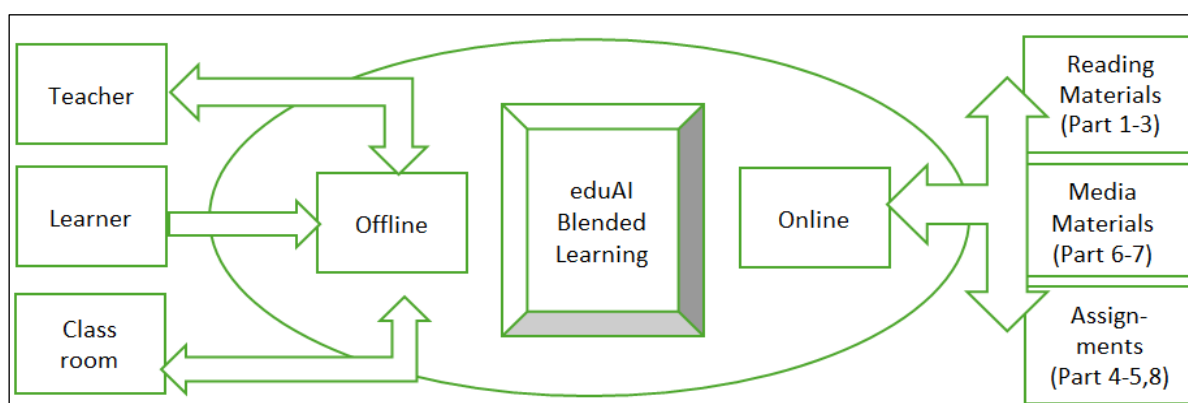 Teacher
Learner
Class
room
Offline
eduAI
Blended
Learning
Online
Reading
Materials
(Part 1-3)
Media
Materials
(Part 6-7)
Assign-
ments
(Part 4-5,8)